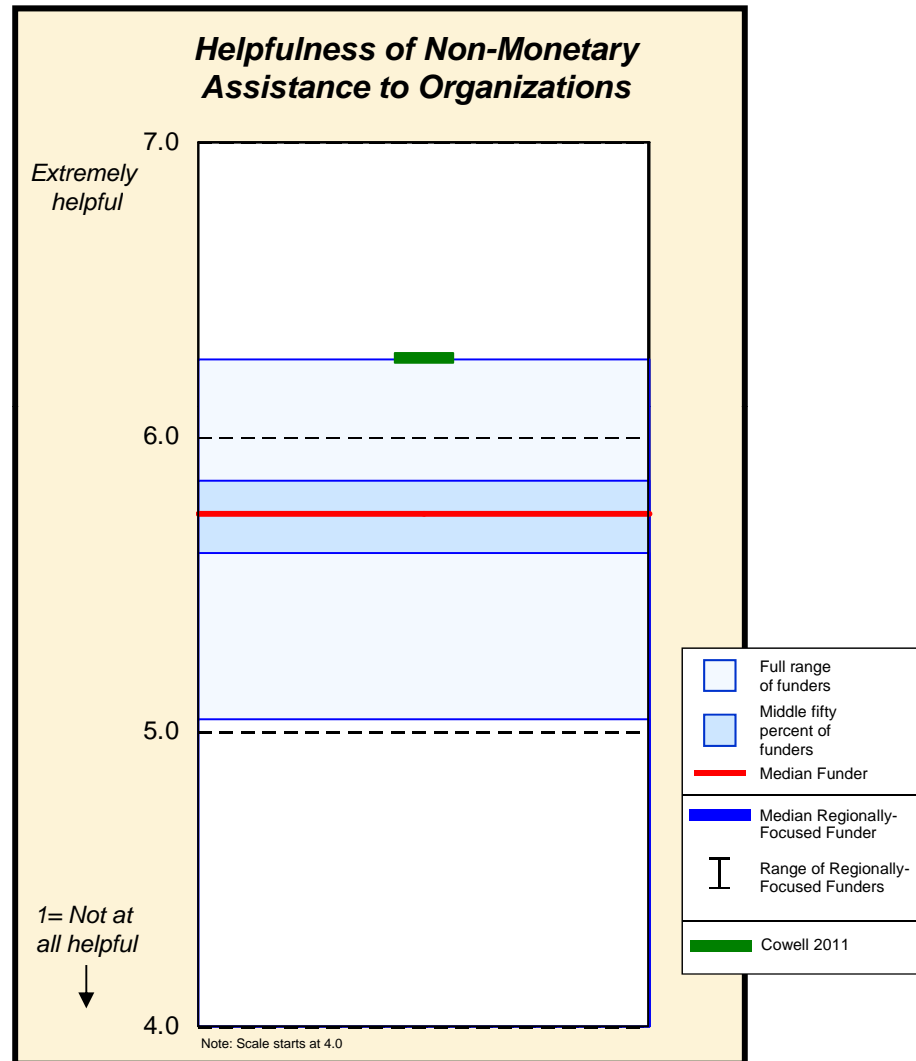 Helpfulness of Non-Monetary
Assistance to Organizations
7.0
Extremely
helpful
6.0
5.0
1= Not at
all helpful
4.0
Note: Scale starts at 4.0
Full range
of funders
Middle fifty
percent of
funders
Median Funder
Median Regionally-
Focused Funder
Range of Regionally-
Focused Funders
Cowell 2011